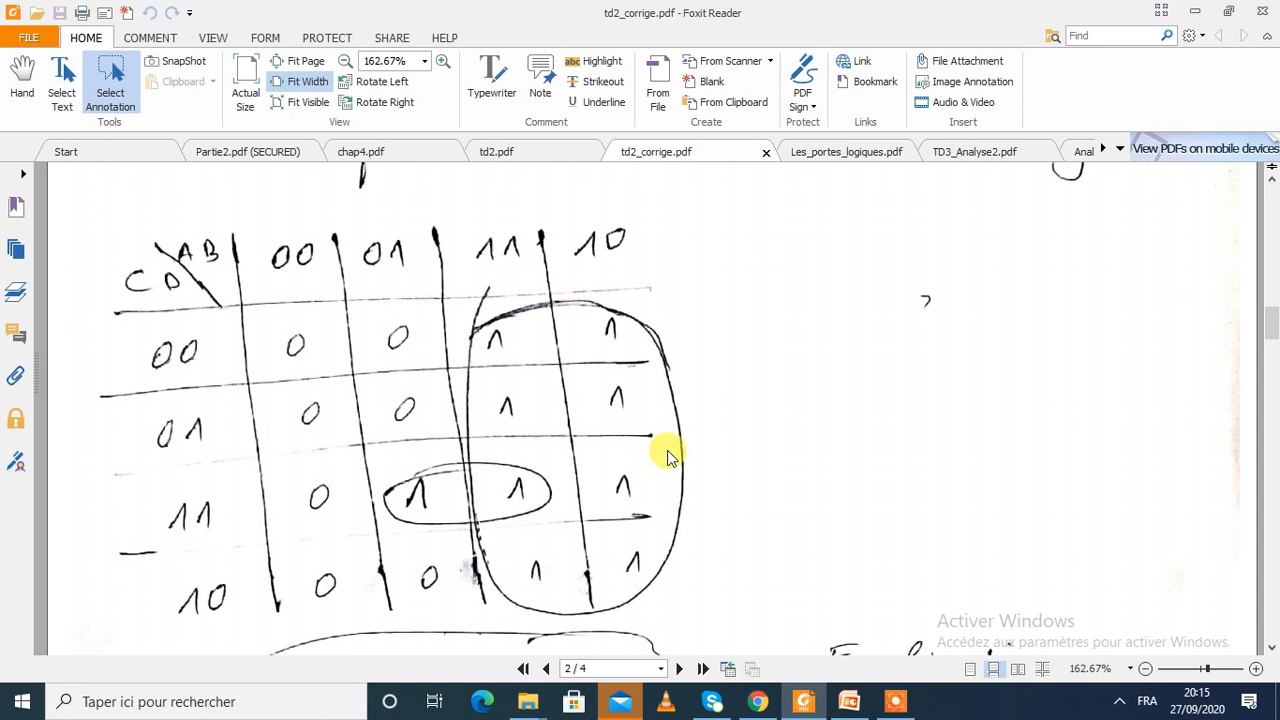 td2_corrige.pdf - Foxit Reader
FILE HOME COMMENT VIEW FORM PROTECT SHARE HELP
Find
Hand
Select Text
Select Annotation
SnapShot
Clipboard
Tools
Actual Size
Fit Page
Fit Width
Fit Visible
162.67%
Rotate Left
Rotate Right
View
Typewriter
Note
Highlight
Strikeout
Underline
Comment
From File
From Scanner
Blank
From Clipboard
Create
PDF Sign
Protect
Link
Bookmark
Links
File Attachment
Image Annotation
Audio & Video
Insert
Start Partie2.pdf (SECURED) chap4.pdf td2.pdf td2_corrige.pdf Les_portes_logiques.pdf TD3_Analyse2.pdf Anal
View PDFs on mobile devices
AB
CD 00 01 11 10
00 0 0 1 1
01 0 0 1 1
11 0 1 1 1
10 0 0 1 1
Activer Windows
Accédez aux paramètres pour activer Windows.
2 / 4
162.67%
Taper ici pour rechercher
FRA
20:15
27/09/2020